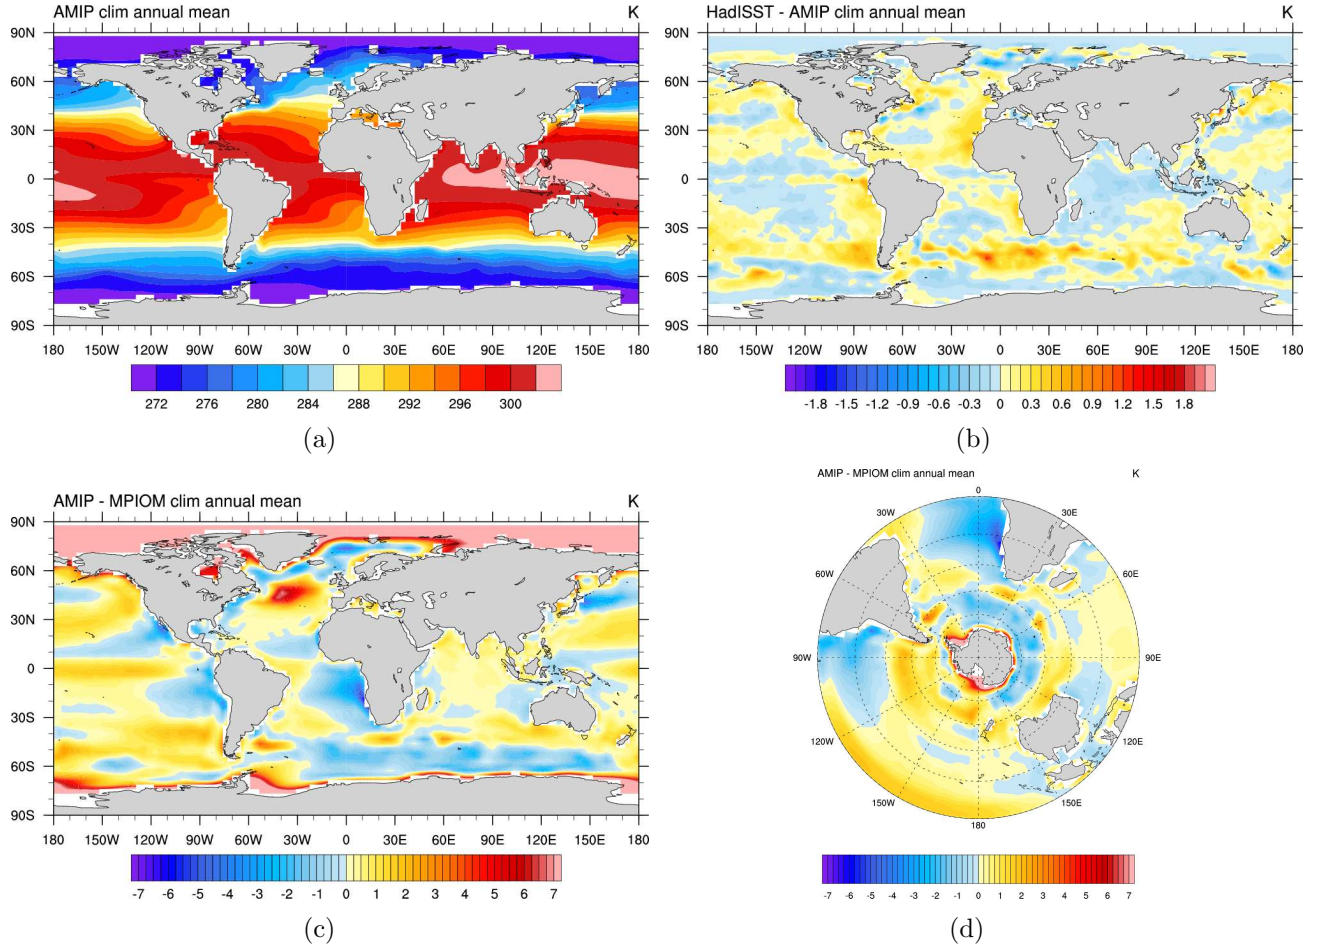 AMIP clim annual mean K
90N
60N
30N
0
30S
60S
90S
180 150W 120W 90W 60W 30W 0 30E 60E 90E 120E 150E 180
272 276 280 284 288 292 296 300
(a)
HadISST - AMIP clim annual mean K
90N
60N
30N
0
30S
60S
90S
180 150W 120W 90W 60W 30W 0 30E 60E 90E 120E 150E 180
-1.8 -1.5 -1.2 -0.9 -0.6 -0.3 0 0.3 0.6 0.9 1.2 1.5 1.8
(b)
AMIP - MPIOM clim annual mean K
90N
60N
30N
0
30S
60S
90S
180 150W 120W 90W 60W 30W 0 30E 60E 90E 120E 150E 180
-7 -6 -5 -4 -3 -2 -1 0 1 2 3 4 5 6 7
(c)
AMIP - MPIOM clim annual mean K
0
30W 30E
60W 60E
90W 90E
120W 120E
150W 150E
180
-7 -6 -5 -4 -3 -2 -1 0 1 2 3 4 5 6 7
(d)